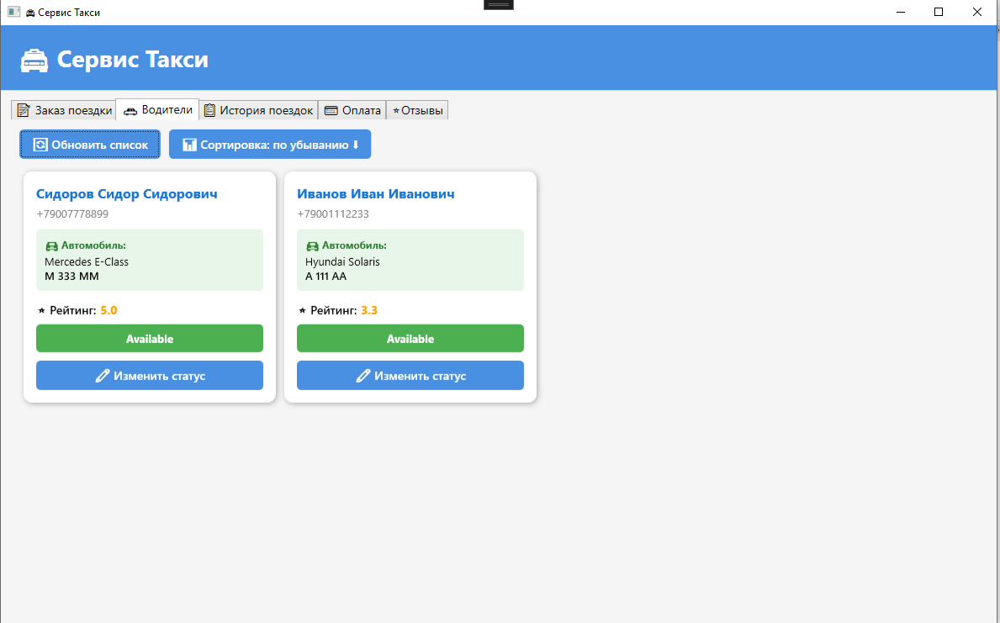 Сервис Такси
Сервис Такси
Заказ поездки
Водители
История поездок
Оплата
Отзывы
Обновить список
Сортировка: по убыванию ⬇
Сидоров Сидор Сидорович
+79007778899
Автомобиль:
Mercedes E-Class
М 333 ММ
Рейтинг: 5.0
Available
Изменить статус
Иванов Иван Иванович
+79001112233
Автомобиль:
Hyundai Solaris
А 111 АА
Рейтинг: 3.3
Available
Изменить статус